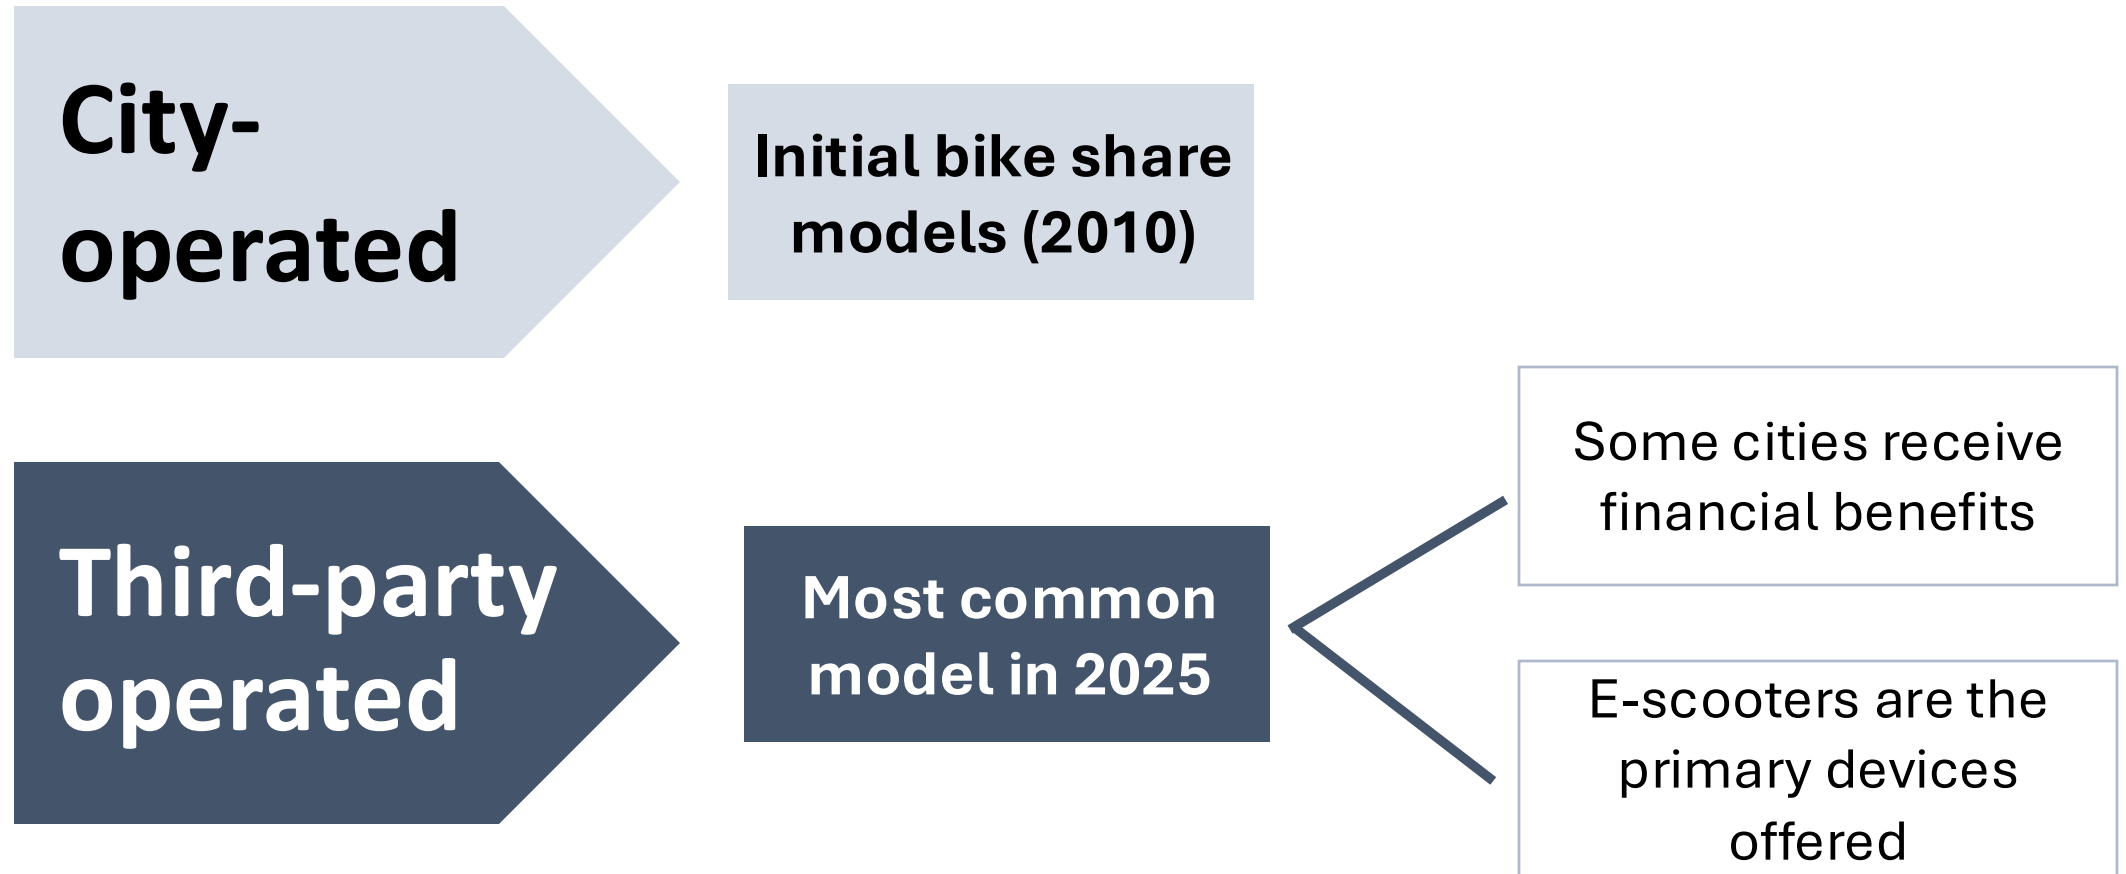 City-
operated
Initial bike share
models (2010)
Third-party
operated
Most common
model in 2025
Some cities receive
financial benefits
E-scooters are the
primary devices
offered